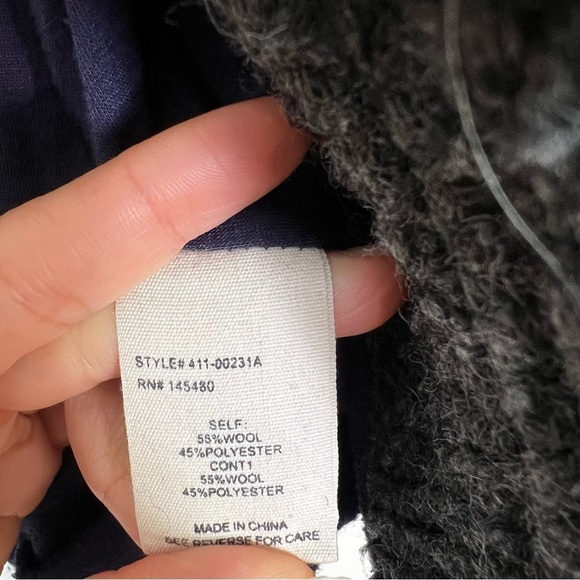 STYLE# 411-00231A
RN# 145480
SELF:
55%WOOL
45%POLYESTER
CONT1
55%WOOL
45%POLYESTER
MADE IN CHINA
SEE REVERSE FOR CARE